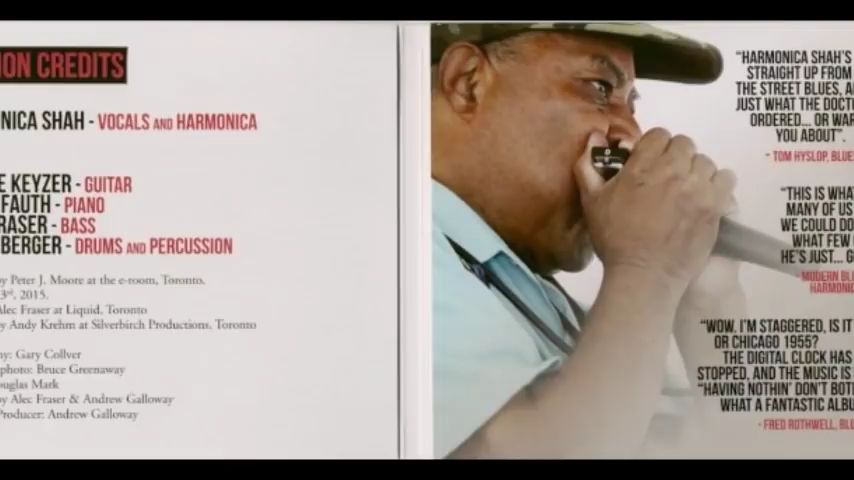 ION CREDITS
NICA SHAH - VOCALS AND HARMONICA
E KEYZER - GUITAR
FAUTH - PIANO
RASER - BASS
BERGER - DRUMS AND PERCUSSION
by Peter J. Moore at the e-room, Toronto.
3rd, 2015.
Alec Fraser at Liquid, Toronto
by Andy Krehm at Silverbirch Productions, Toronto
hy: Gary Collver
photo: Bruce Greenaway
ouglas Mark
by Alec Fraser & Andrew Galloway
Producer: Andrew Galloway
"HARMONICA SHAH'S
STRAIGHT UP FROM
THE STREET BLUES, A
JUST WHAT THE DOCT
ORDERED... OR WAR
YOU ABOUT".
- TOM HYSLOP, BLUE
"THIS IS WHA
MANY OF US
WE COULD DO
WHAT FEW
HE'S JUST... G
- MODERN BL
HARMONIC
"WOW. I'M STAGGERED, IS IT
OR CHICAGO 1955?
THE DIGITAL CLOCK HAS
STOPPED, AND THE MUSIC IS
"HAVING NOTHIN' DON'T BOT
WHAT A FANTASTIC ALBU
- FRED ROTHWELL, BLU